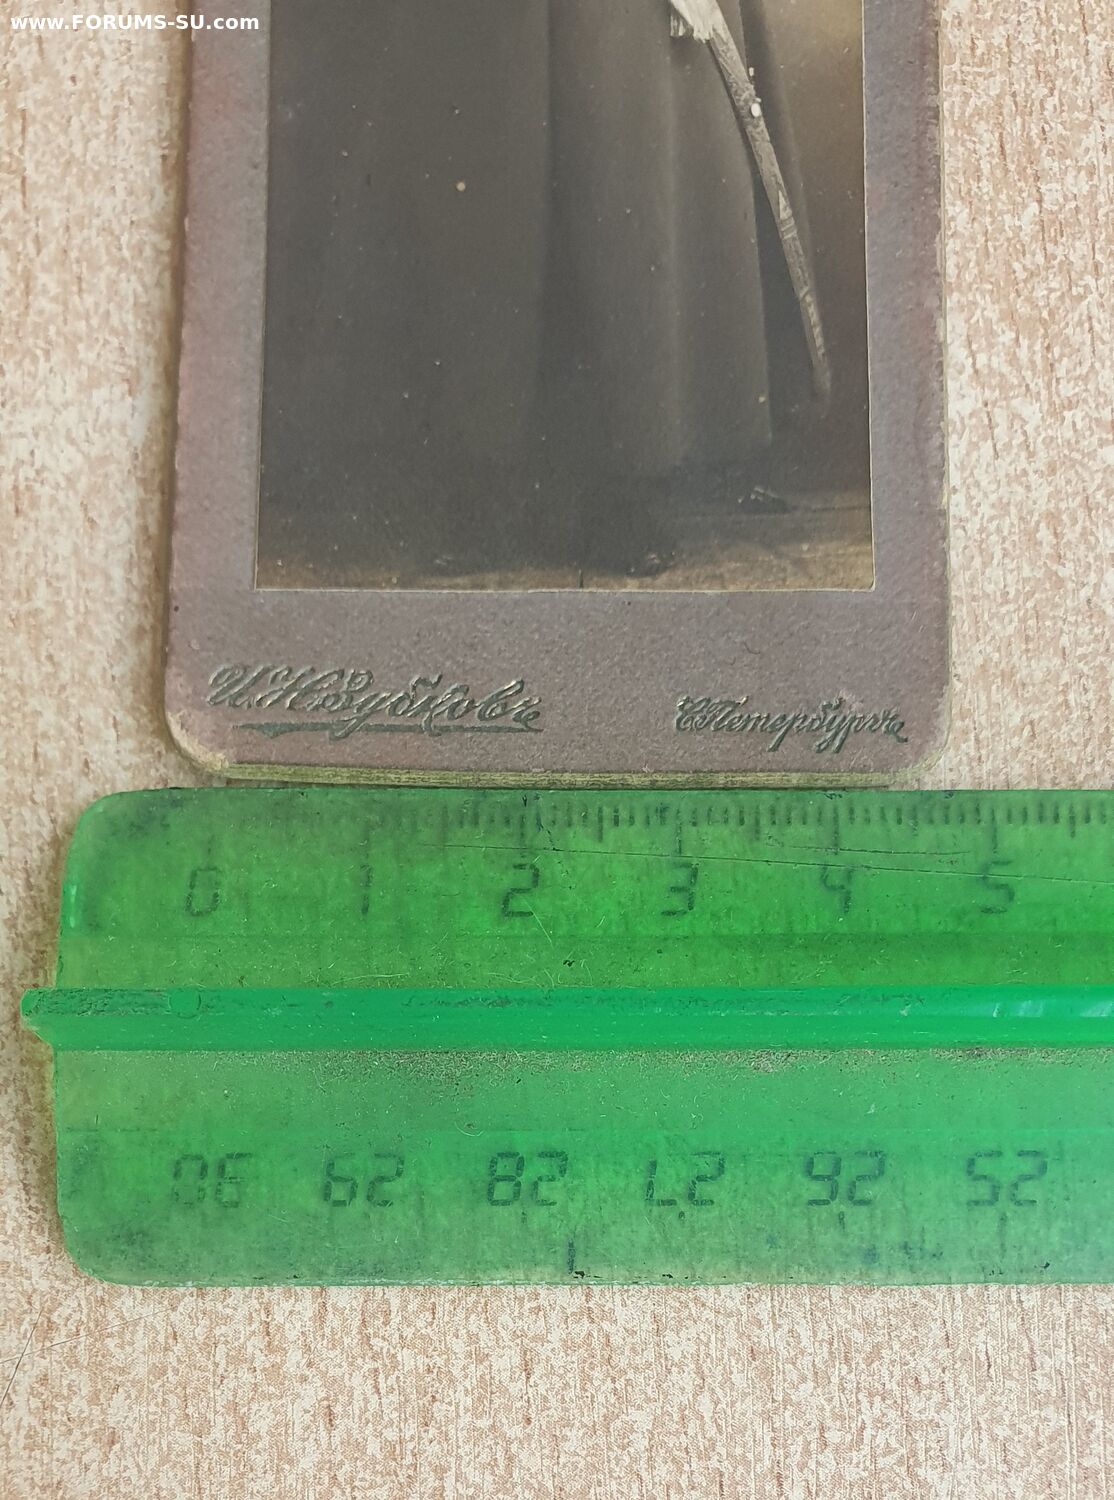 www.FORUMS-SU.com
И.Н.Зубковъ
С.Петербургъ
0 1 2 3 4 5
30 29 28 27 26 25